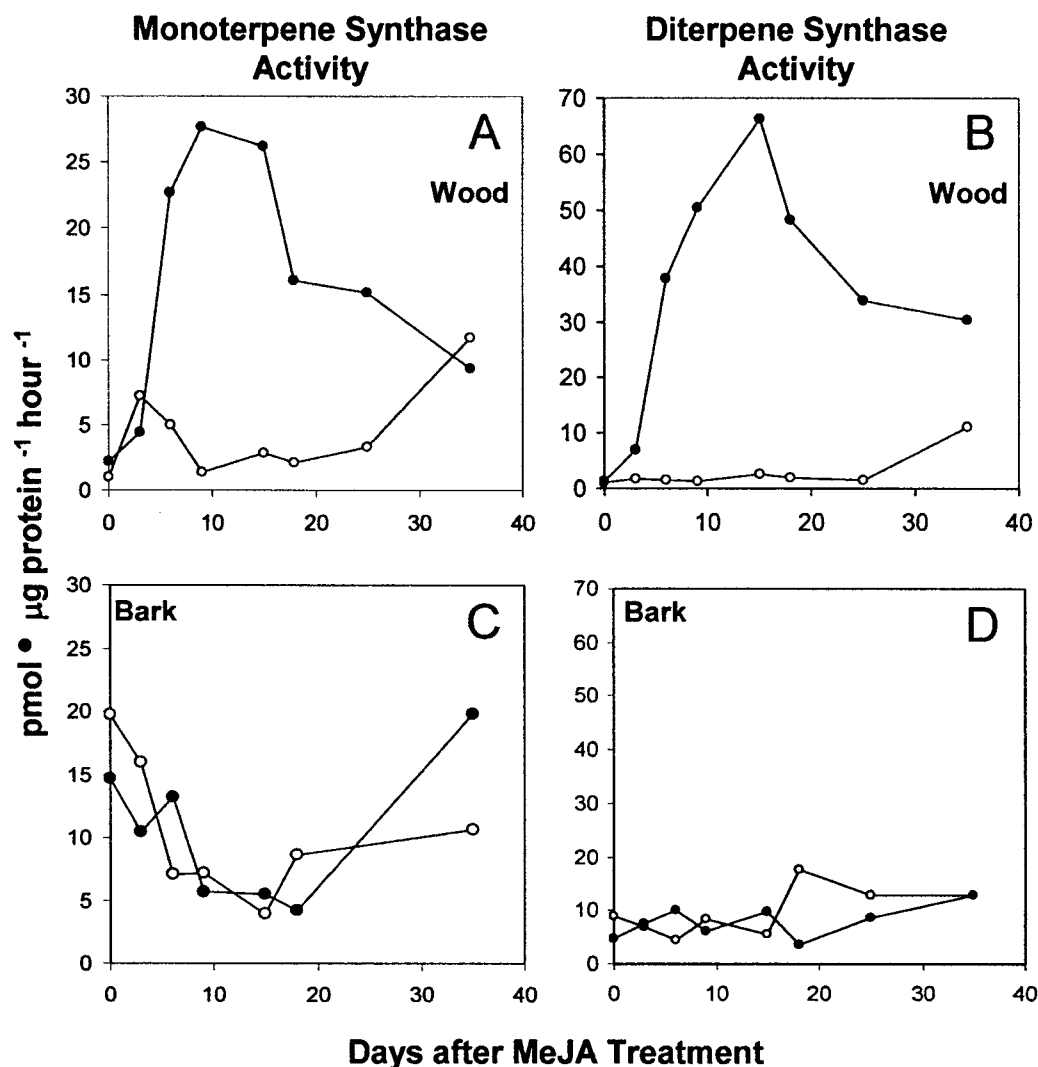 Monoterpene Synthase
Activity
Diterpene Synthase
Activity
pmol • µg protein -1 hour -1
30
25
20
15
10
5
0
A
Wood
0 10 20 30 40
70
60
50
40
30
20
10
0
B
Wood
0 10 20 30 40
30
25
20
15
10
5
0
Bark
C
0 10 20 30 40
70
60
50
40
30
20
10
0
Bark
D
0 10 20 30 40
Days after MeJA Treatment